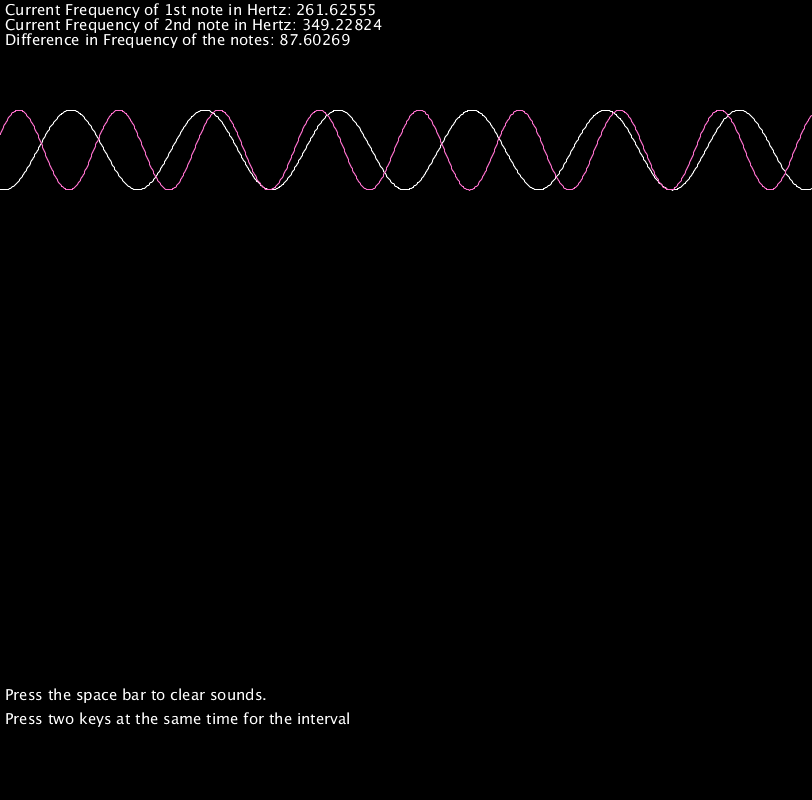 Current Frequency of 1st note in Hertz: 261.62555
Current Frequency of 2nd note in Hertz: 349.22824
Difference in Frequency of the notes: 87.60269
Press the space bar to clear sounds.
Press two keys at the same time for the interval